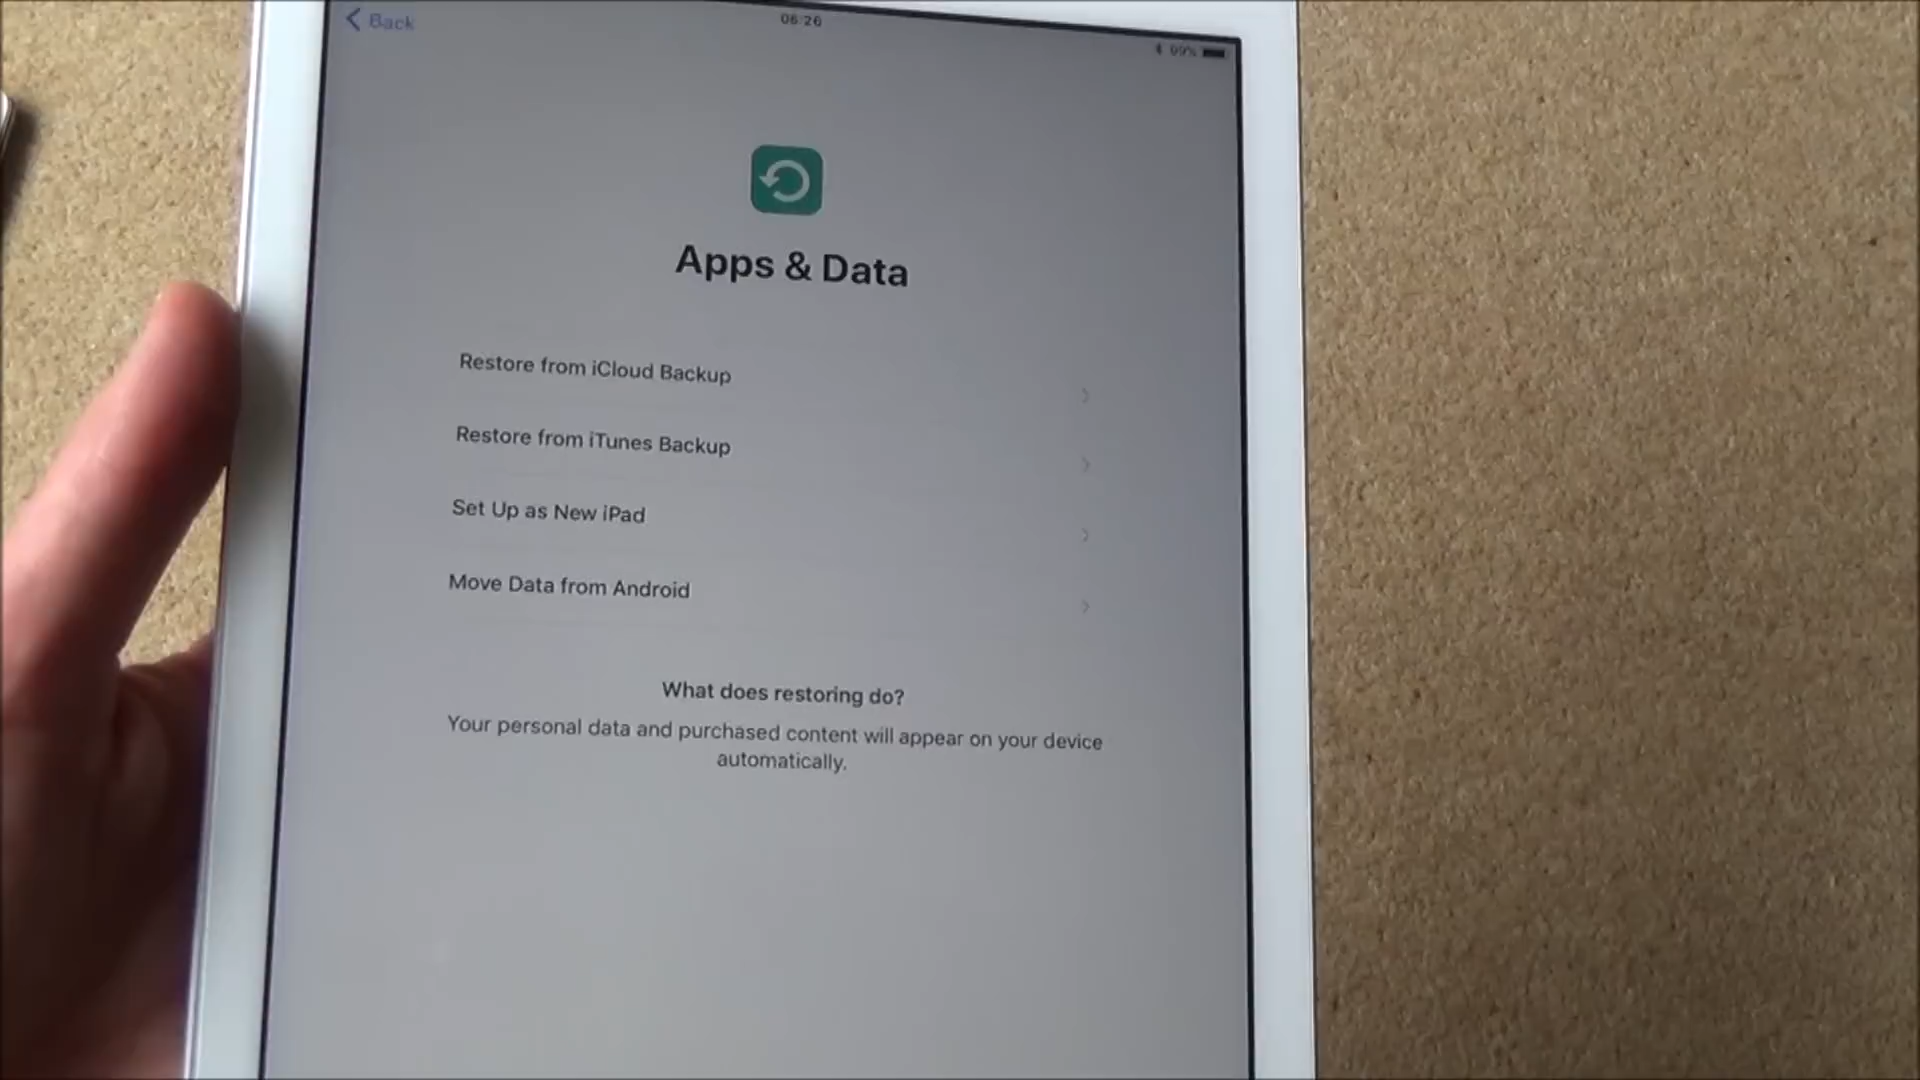 Back
06:26
99%
Apps & Data
Restore from iCloud Backup
Restore from iTunes Backup
Set Up as New iPad
Move Data from Android
What does restoring do?
Your personal data and purchased content will appear on your device
automatically.